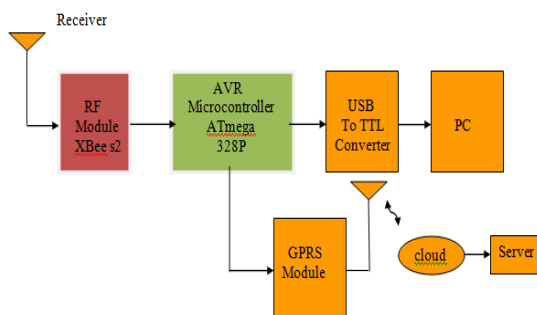 Receiver
RF
Module
XBee s2
AVR
Microcontroller
ATmega
328P
USB
To TTL
Converter
PC
GPRS
Module
cloud
Server